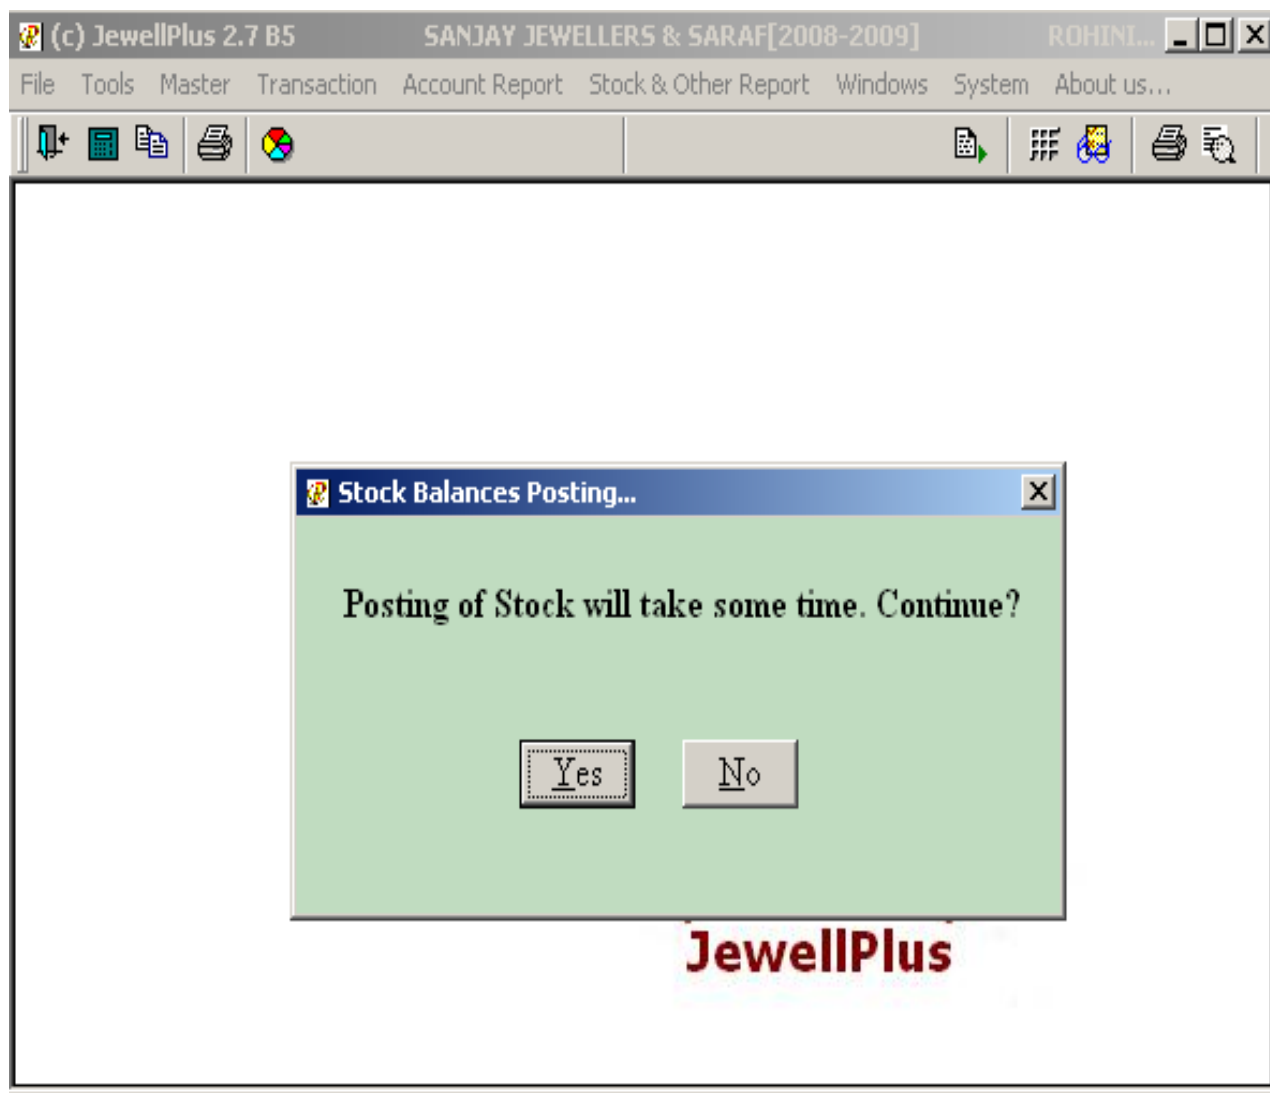 (c) JewellPlus 2.7 B5 SANJAY JEWELLERS & SARAF[2008-2009] ROHINI...
File Tools Master Transaction Account Report Stock & Other Report Windows System About us...
Stock Balances Posting...
Posting of Stock will take some time. Continue?
Yes No
JewellPlus